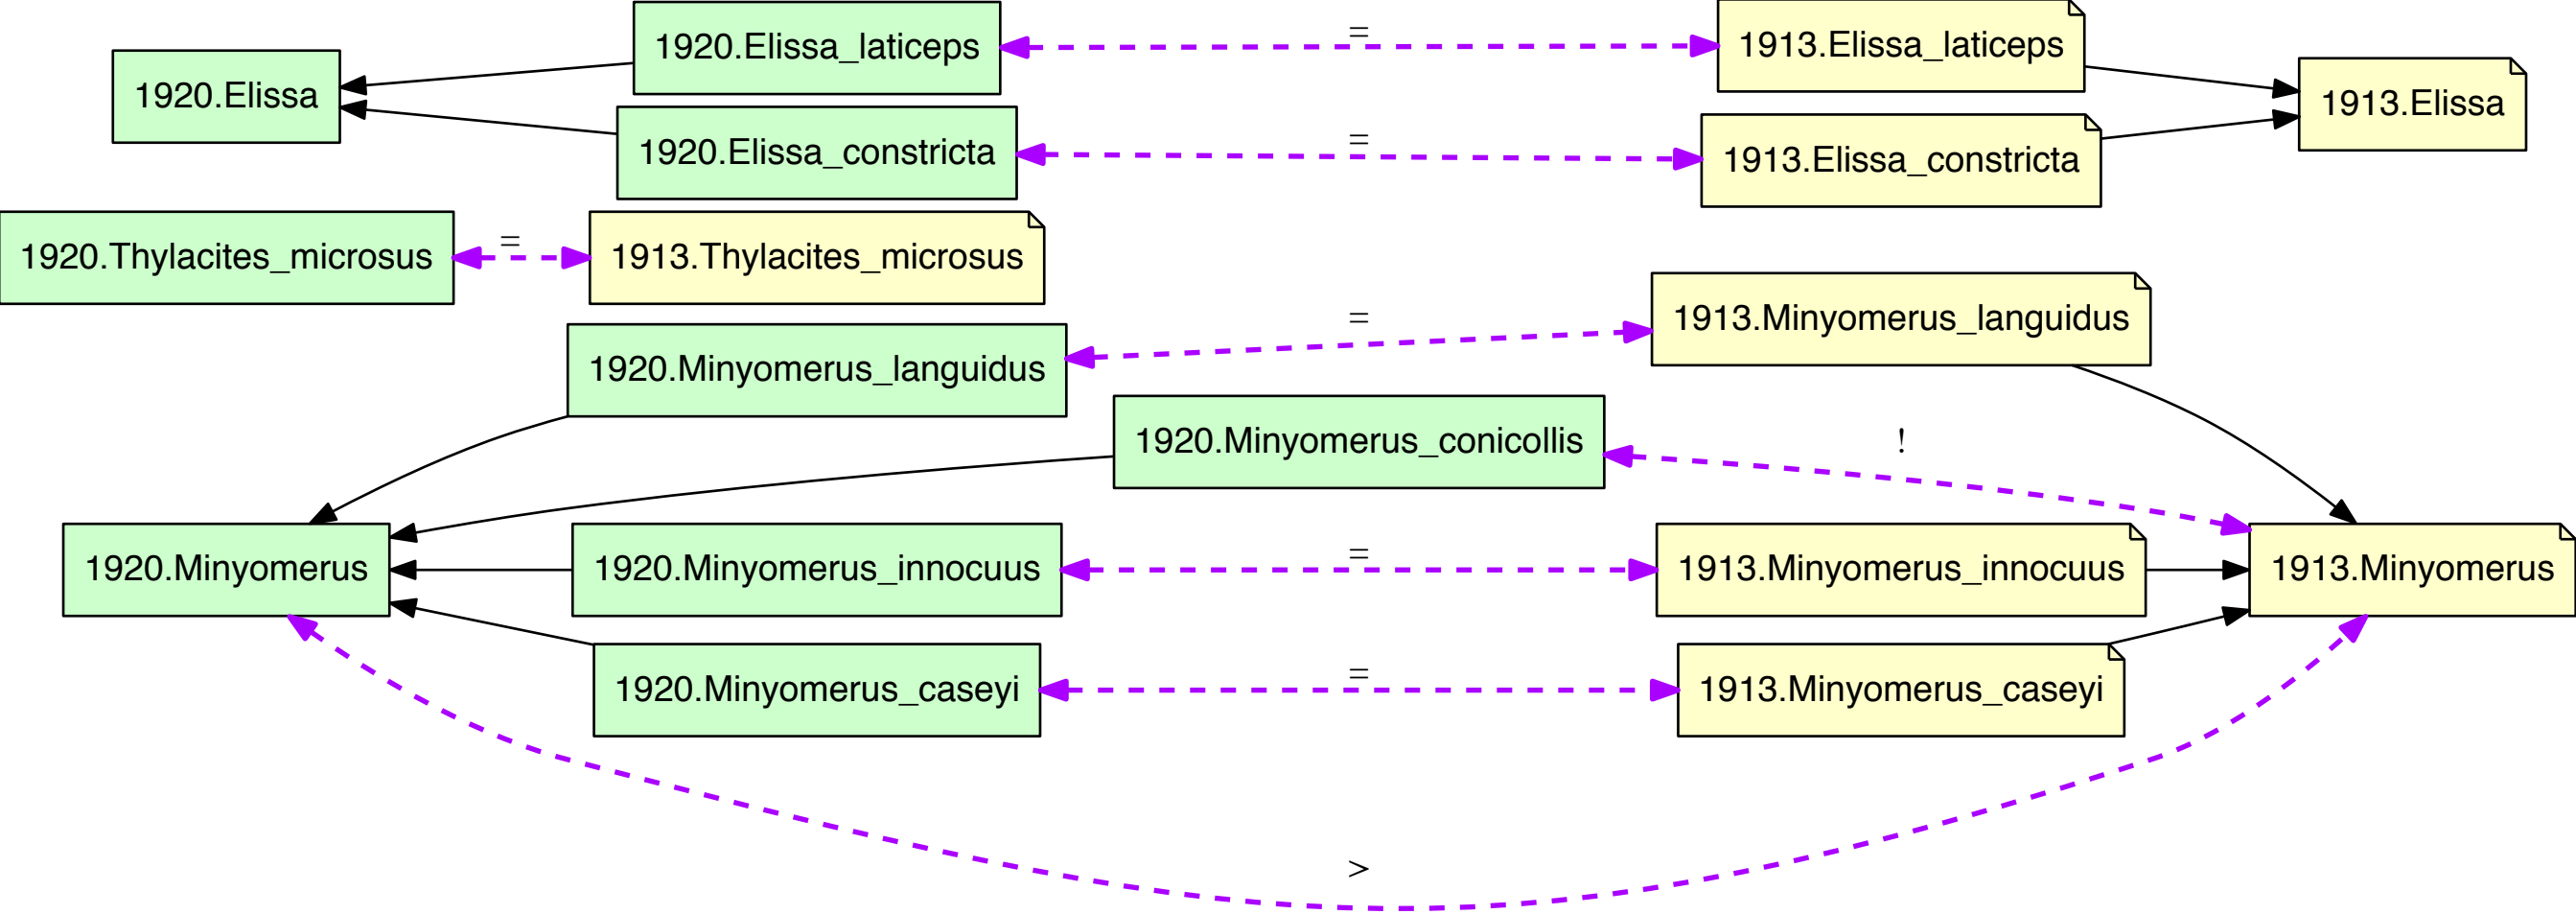 1920.Elissa
1920.Elissa_laticeps
=
1913.Elissa_laticeps
1913.Elissa
1920.Elissa_constricta
=
1913.Elissa_constricta
1920.Thylacites_microsus
=
1913.Thylacites_microsus
1920.Minyomerus_languidus
=
1913.Minyomerus_languidus
1920.Minyomerus_conicollis
!
1920.Minyomerus
1920.Minyomerus_innocuus
=
1913.Minyomerus_innocuus
1913.Minyomerus
1920.Minyomerus_caseyi
=
1913.Minyomerus_caseyi
>